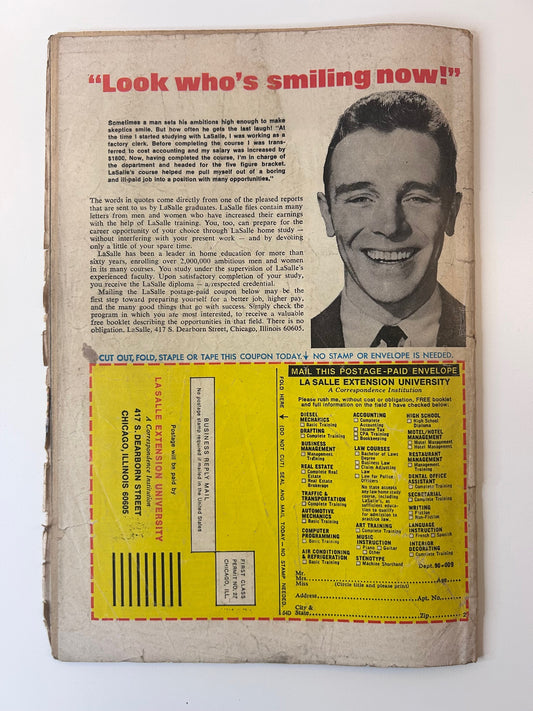 “Look who's smiling now!”
Sometimes a man sets his ambitions high enough to make
skeptics smile. But how often he gets the last laugh! “At
the time I started studying with LaSalle, I was working as a
factory clerk. Before completing the course I was trans-
ferred to cost accounting and my salary was increased by
$1600. Now, having completed the course, I'm in charge of
the department and headed for the five figure bracket.
LaSalle's course helped me pull myself out of a boring
and ill-paid job into a position with many opportunities.”
The words in quotes come directly from one of the pleased reports
that are sent to us by LaSalle graduates. LaSalle files contain many
letters from men and women who have increased their earnings
with the help of LaSalle training. You, too, can prepare for the
career opportunity of your choice through LaSalle home study —
without interfering with your present work — and by devoting
only a little of your spare time.
LaSalle has been a leader in home education for more than
sixty years, enrolling over 2,000,000 ambitious men and women
in its many courses. You study under the supervision of LaSalle's
experienced faculty. Upon satisfactory completion of your study,
you receive the LaSalle diploma — a respected credential.
Mailing the LaSalle postage-paid coupon below may be the
first step toward preparing yourself for a better job, higher pay,
and the many good things that go with success. Simply check the
program in which you are most interested, to receive a valuable
free booklet describing the opportunities in that field. There is no
obligation. LaSalle, 417 S. Dearborn Street, Chicago, Illinois 60605.
CUT OUT, FOLD, STAPLE OR TAPE THIS COUPON TODAY. NO STAMP OR ENVELOPE IS NEEDED.
Postage will be paid by
LA SALLE EXTENSION UNIVERSITY
A Correspondence Institution
417 S. DEARBORN STREET
CHICAGO, ILLINOIS 60605
BUSINESS REPLY MAIL
No postage stamp required if mailed in the United States
FIRST CLASS
PERMIT NO. 22
CHICAGO, ILL.
FOLD HERE (DO NOT CUT) SEAL AND MAIL TODAY—NO STAMP NEEDED.
MAIL THIS POSTAGE-PAID ENVELOPE
LA SALLE EXTENSION UNIVERSITY
A Correspondence Institution
Please rush me, without cost or obligation, FREE booklet
and full information on the field I have checked below:
DIESEL
MECHANICS
Basic Training
DRAFTING
Complete Training
BUSINESS
MANAGEMENT
Management
Training
REAL ESTATE
Complete Real
Estate
Real Estate
Brokerage
TRAFFIC &
TRANSPORTATION
Complete Training
AUTOMOTIVE
MECHANICS
Basic Training
COMPUTER
PROGRAMMING
Basic Training
AIR CONDITIONING
& REFRIGERATION
Basic Training
ACCOUNTING
Complete
Accounting
Income Tax
CPA Training
Bookkeeping
LAW COURSES
Bachelor of Laws
Degree
Business Law
Claim Adjusting
Law
Law for Police
Officers
No state accepts
any law home study
course, including
LaSalle's, as
sufficient educa-
tion to qualify
for admission to
practice law.
ART TRAINING
Complete Training
MUSIC
Piano Guitar
Other
STENOTYPE
Machine Shorthand
HIGH SCHOOL
High School
Diploma
MOTEL/HOTEL
MANAGEMENT
Motel Management
Hotel Management
RESTAURANT
MANAGEMENT
Management
Training
DENTAL OFFICE
ASSISTANT
Complete Training
SECRETARIAL
Complete Training
WRITING
Fiction
Non-Fiction
LANGUAGE
INSTRUCTION
French Spanish
INTERIOR
DECORATING
Complete Training
Dept. 96-009
Mr.
Mrs.
Miss
Age
(Circle title and please print)
Address Apt. No.
City &
State Zip